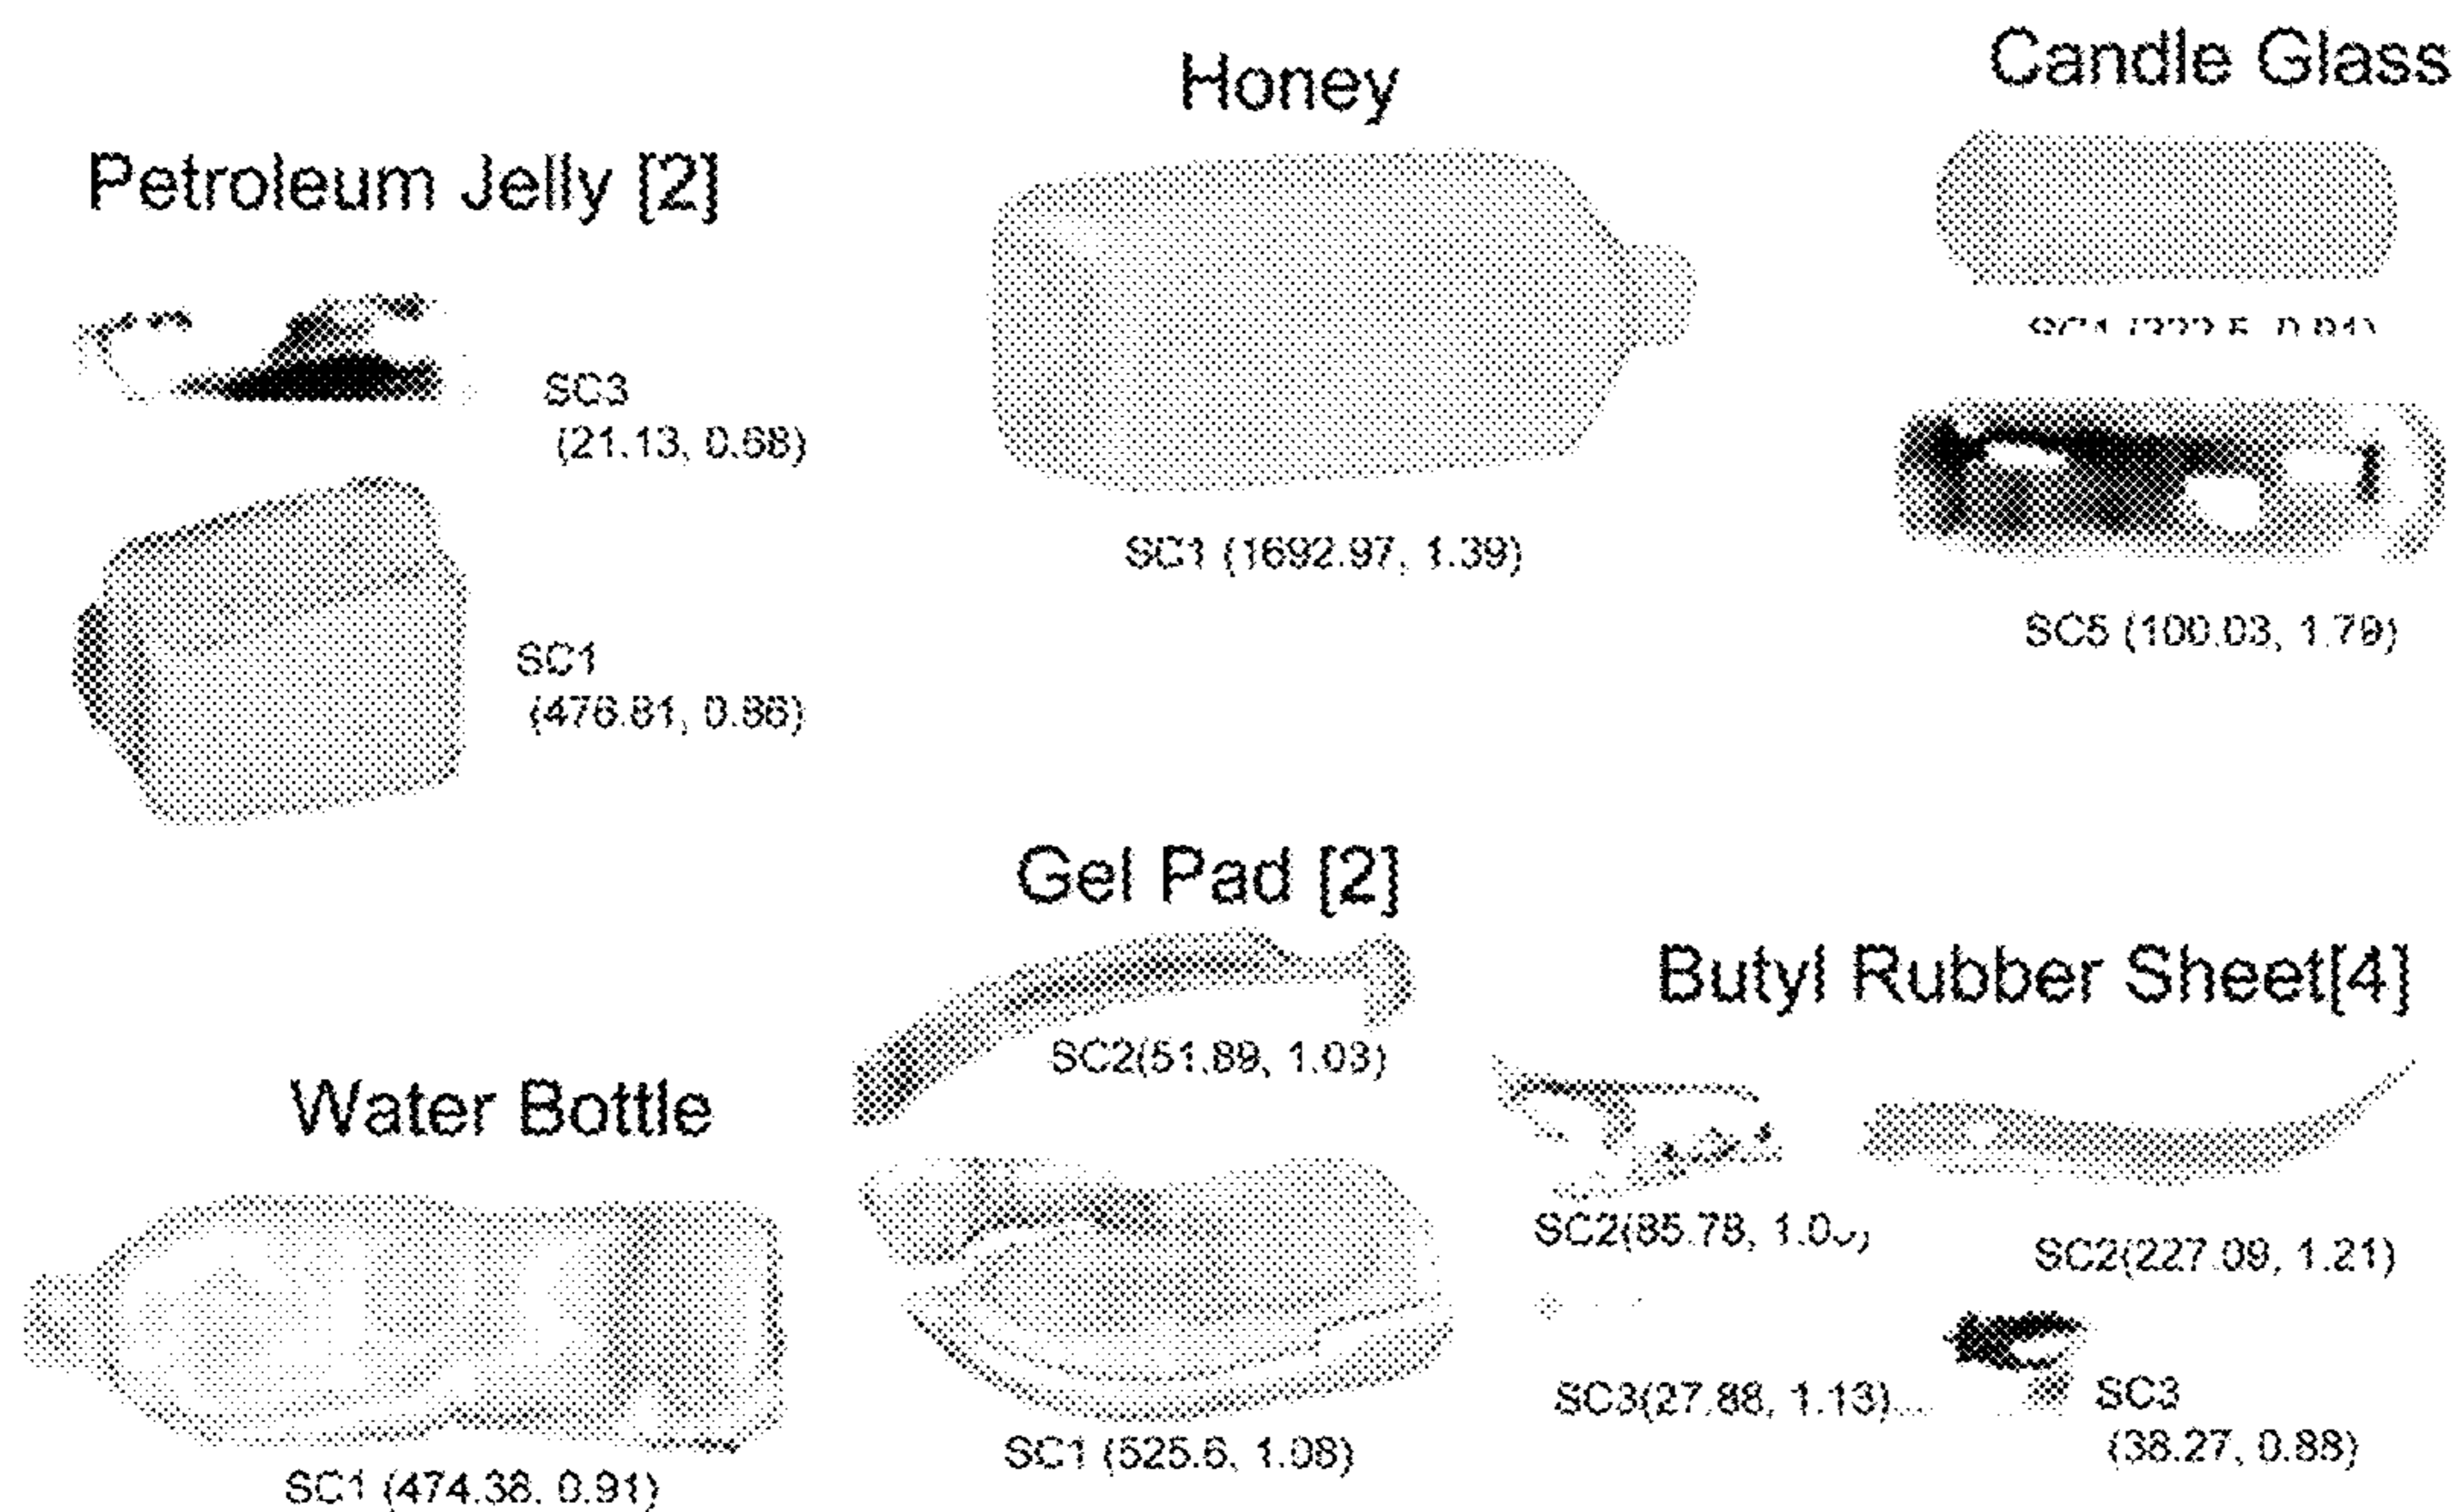 Honey
Candle Glass
Petroleum Jelly [2]
SC3
(21.13, 0.68)
SC1 (1692.97, 1.39)
SC5 (100.03, 1.79)
SC1
(476.81, 0.86)
Gel Pad [2]
Butyl Rubber Sheet[4]
SC2(51.89, 1.03)
Water Bottle
SC2(85.78,
SC2(227.09, 1.21)
SC3(27.88, 1.13)
SC3
(38.27, 0.88)
SC1 (525.6, 1.08)
SC1 (474.38, 0.91)